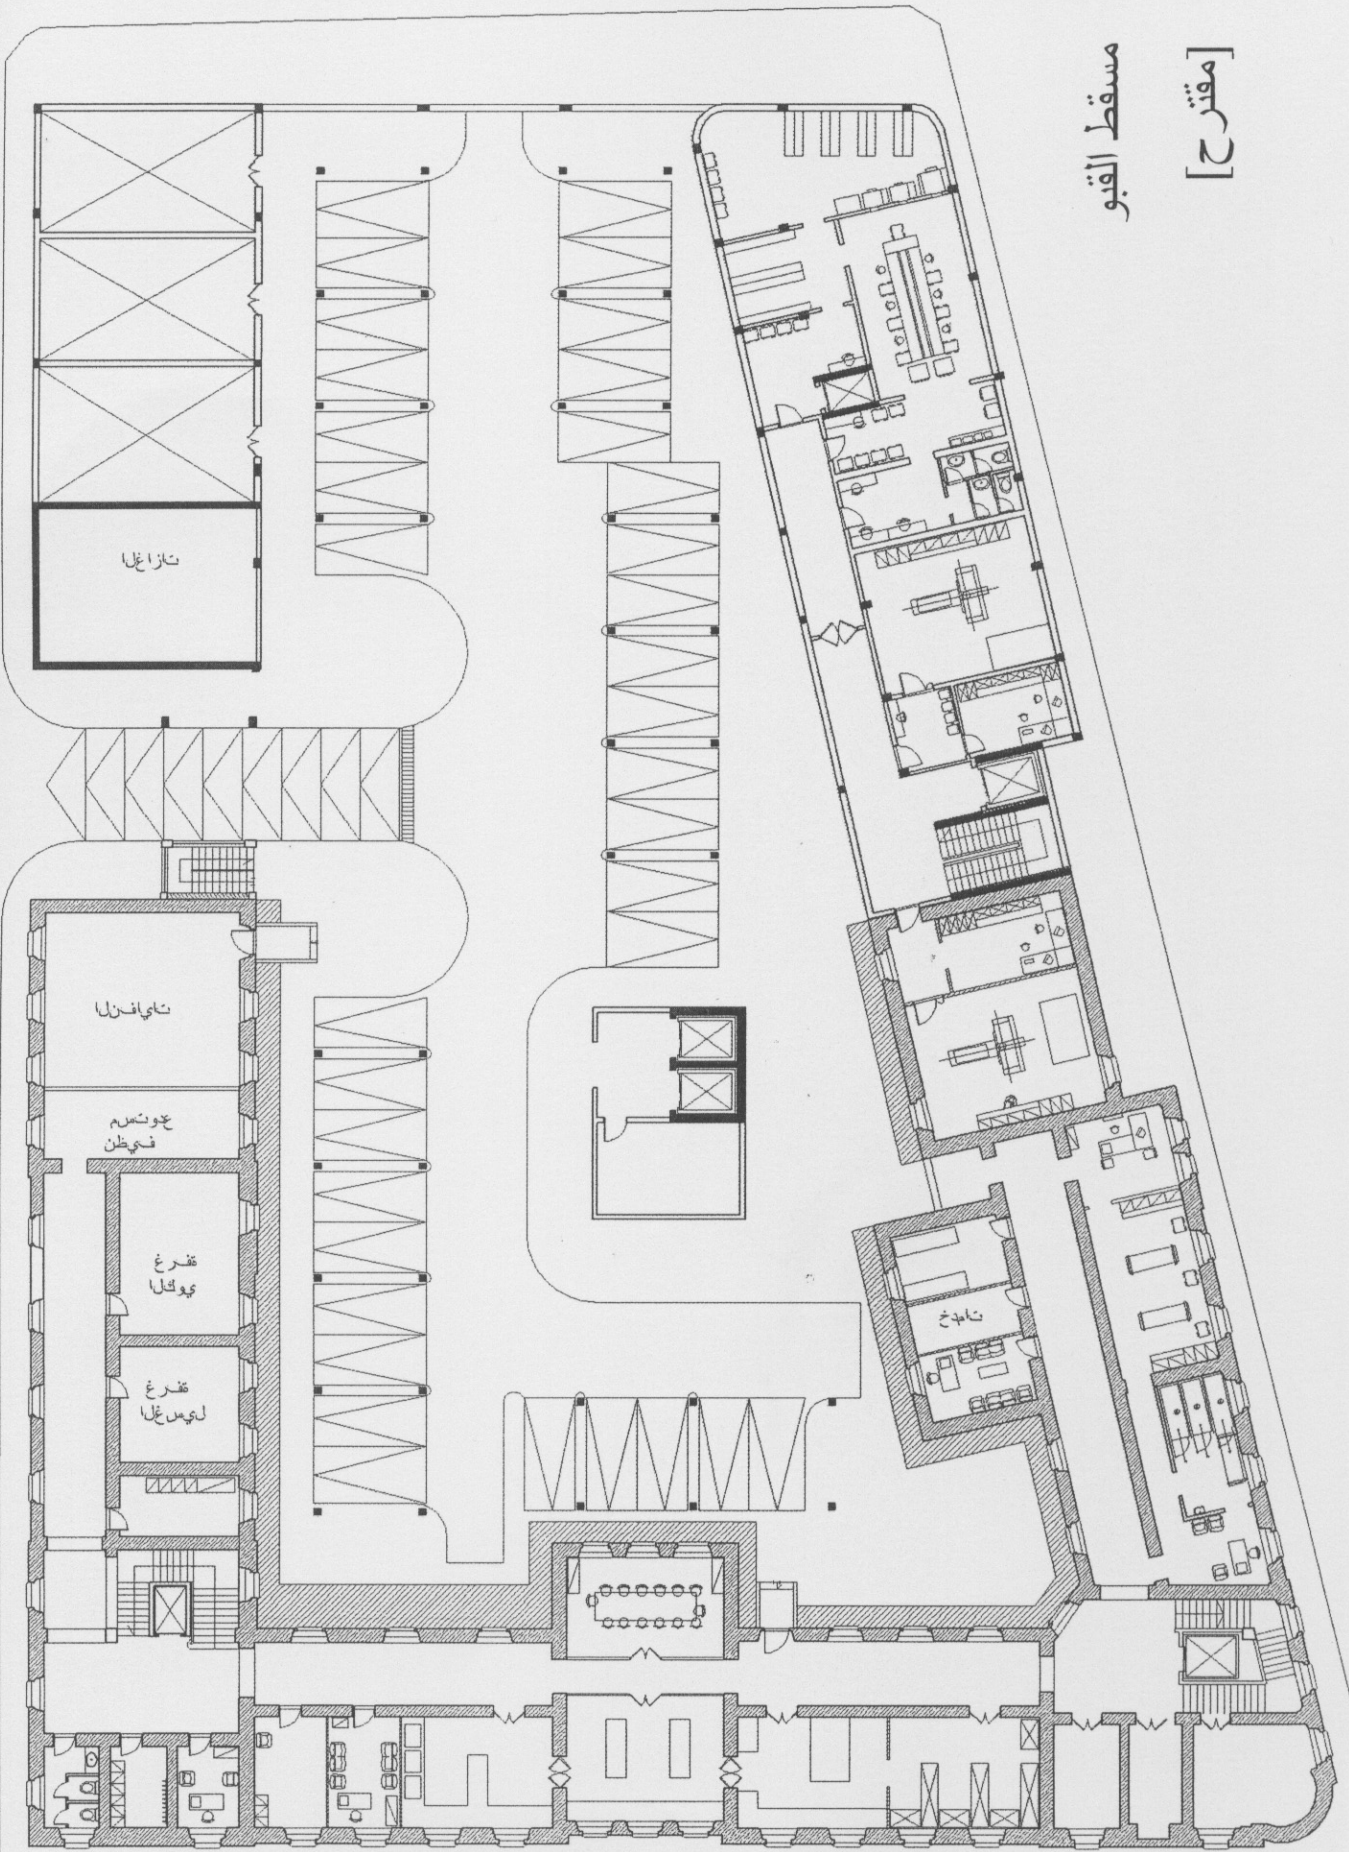 مسقط القبو
[مقترح]
الغازات
النفايات
مستودع
نظيف
غرفة
الكوي
غرفة
الغسيل
خدمات